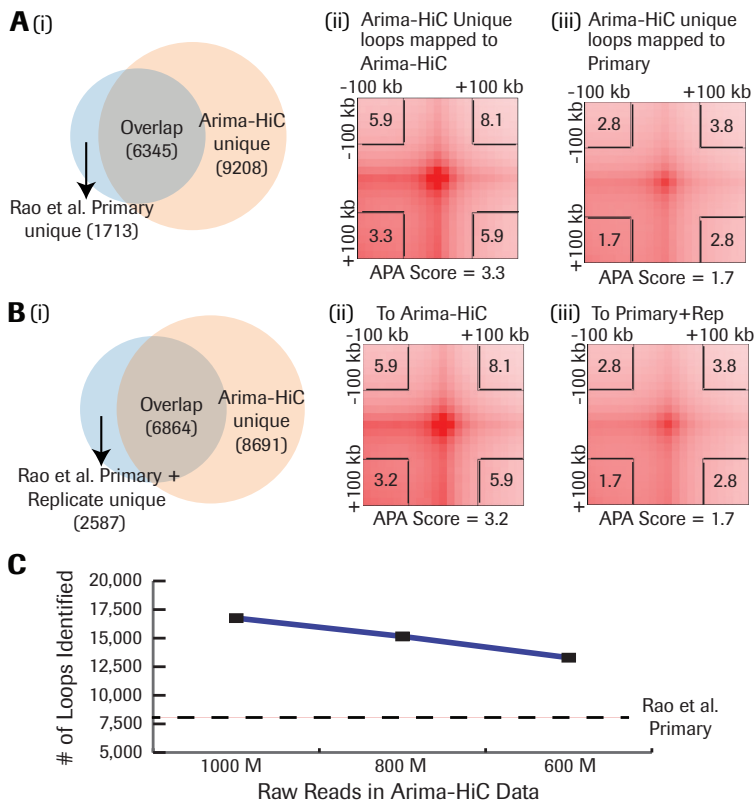 A (i)
Overlap
(6345)
Arima-HiC
unique
(9208)
Rao et al. Primary
unique (1713)
(ii) Arima-HiC Unique
loops mapped to
Arima-HiC
-100 kb +100 kb
-100 kb
+100 kb
5.9 8.1
3.3 5.9
APA Score = 3.3
(iii) Arima-HiC unique
loops mapped to
Primary
-100 kb +100 kb
-100 kb
+100 kb
2.8 3.8
1.7 2.8
APA Score = 1.7
B (i)
Overlap
(6864)
Arima-HiC
unique
(8691)
Rao et al. Primary +
Replicate unique
(2587)
(ii) To Arima-HiC
-100 kb +100 kb
-100 kb
+100 kb
5.9 8.1
3.2 5.9
APA Score = 3.2
(iii) To Primary+Rep
-100 kb +100 kb
-100 kb
+100 kb
2.8 3.8
1.7 2.8
APA Score = 1.7
C
# of Loops Identified
20,000
17,500
15,000
12,500
10,000
7,500
5,000
Rao et al.
Primary
1000 M 800 M 600 M
Raw Reads in Arima-HiC Data